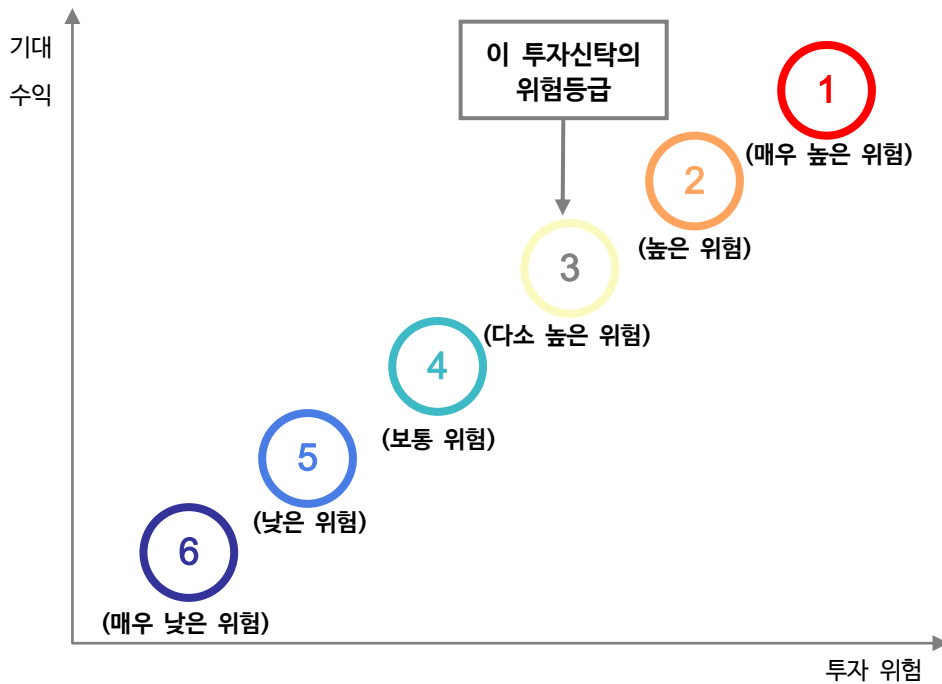 기대
수익
이 투자신탁의
위험등급
1
(매우 높은 위험)
2
(높은 위험)
3
(다소 높은 위험)
4
(보통 위험)
5
(낮은 위험)
6
(매우 낮은 위험)
투자 위험